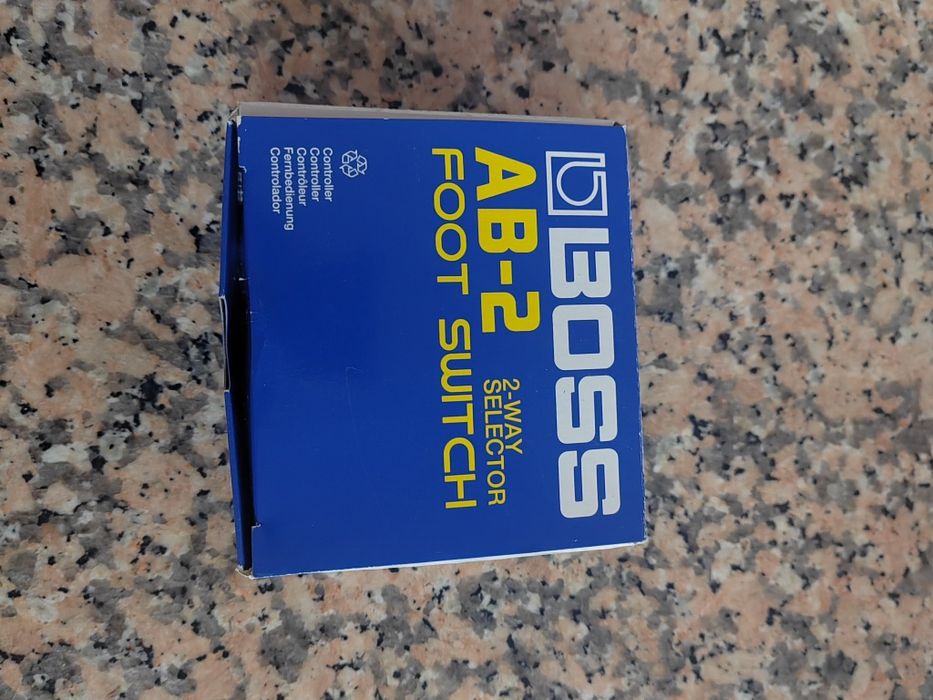 BOSS
AB-2 2-WAY
SELECTOR
FOOT SWITCH
Controller
Controller
Contrôleur
Fernbedienung
Controlador